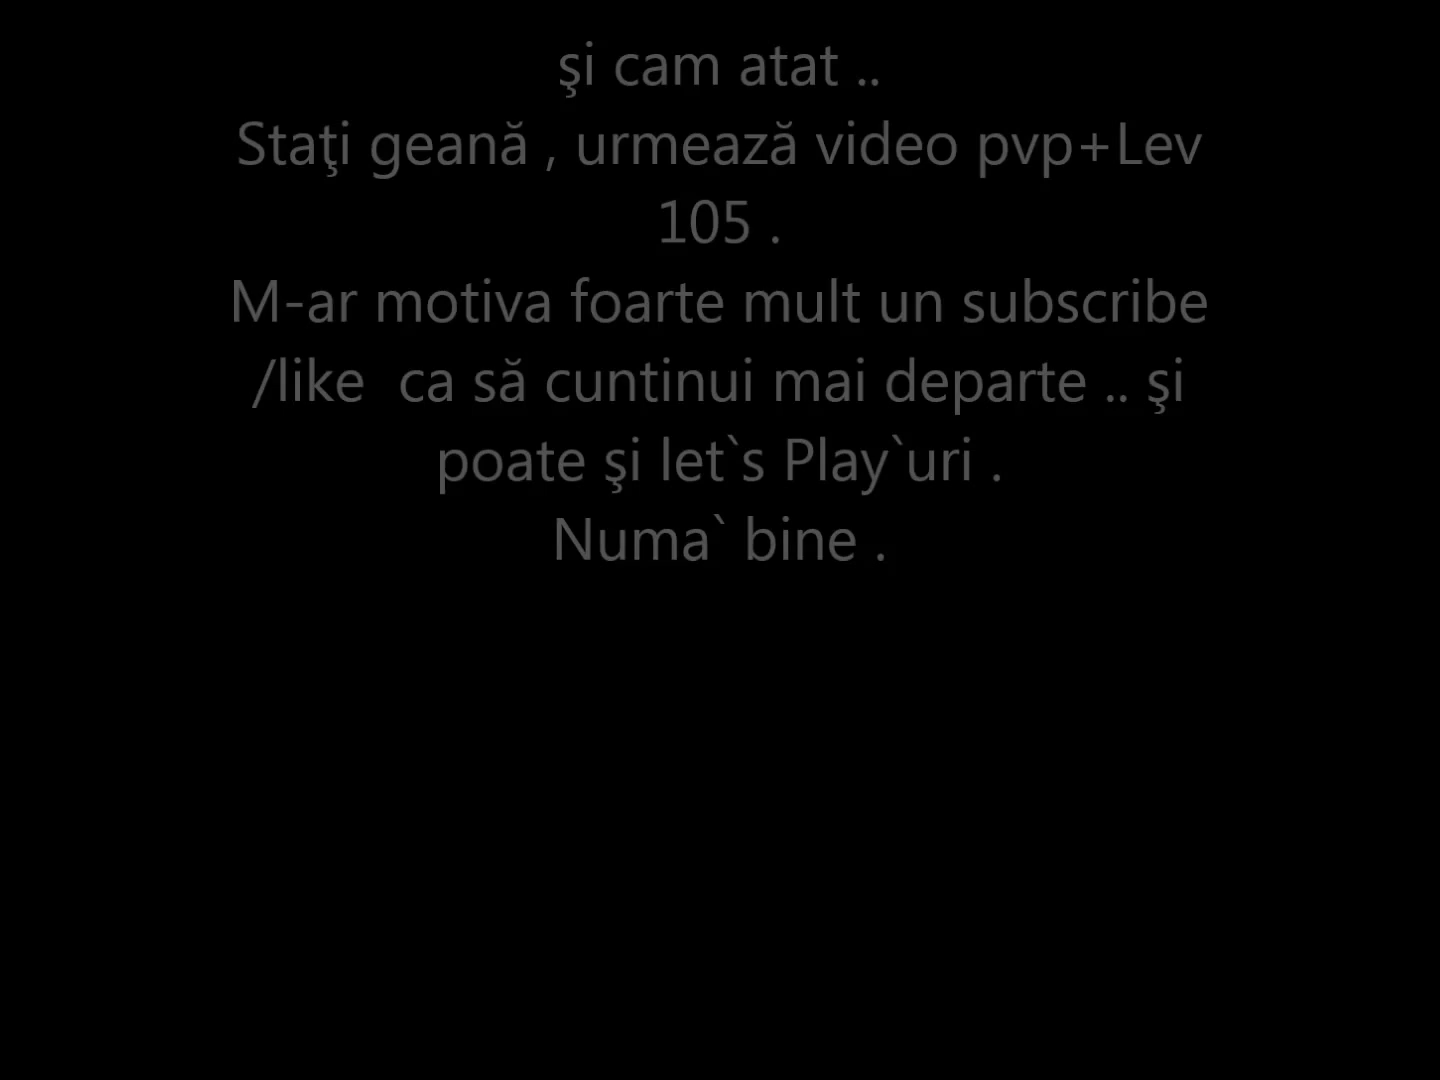 şi cam atat ..
Staţi geană , urmează video pvp+Lev
105 .
M-ar motiva foarte mult un subscribe
/like  ca să cuntinui mai departe .. şi
poate şi let`s Play`uri .
Numa` bine .